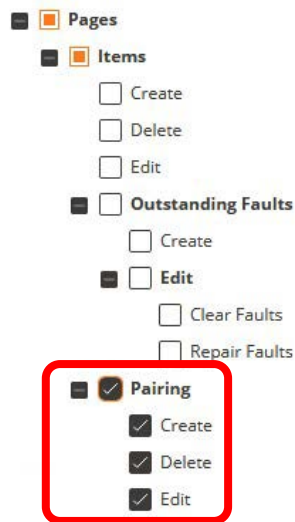 Pages
Items
Create
Delete
Edit
Outstanding Faults
Create
Edit
Clear Faults
Repair Faults
Pairing
Create
Delete
Edit